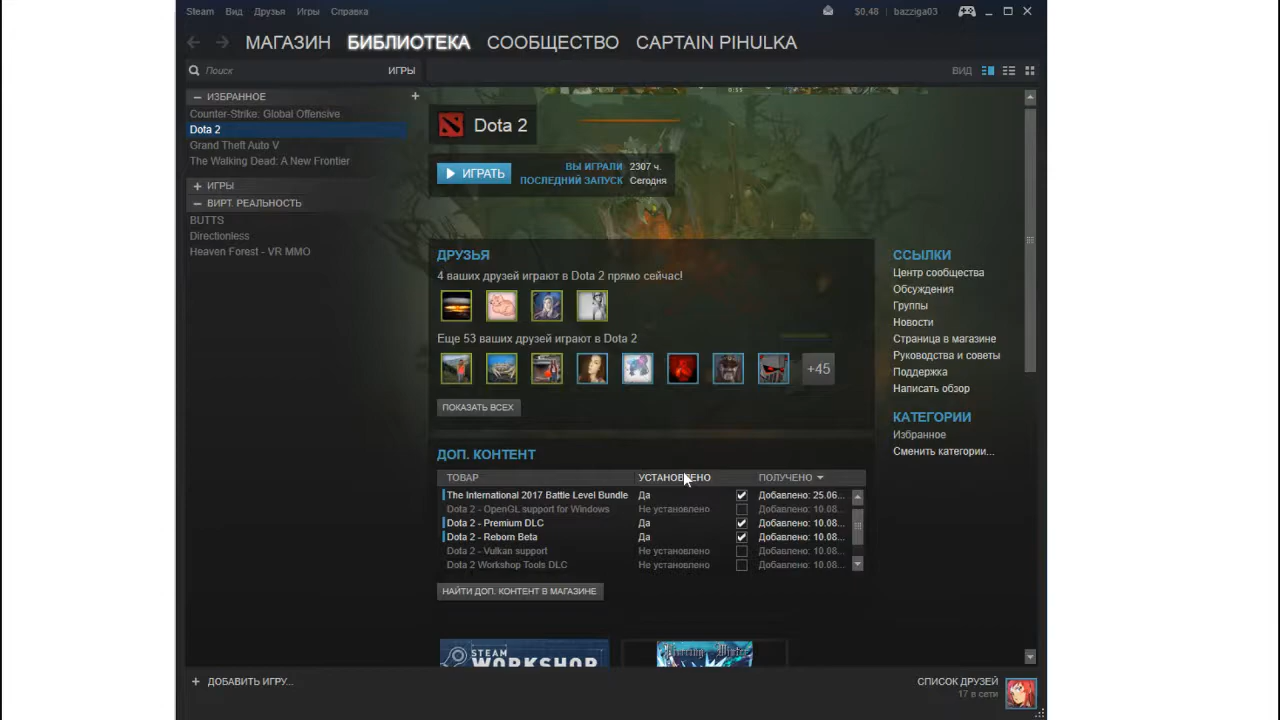 Steam Вид Друзья Игры Справка $0,48 bazziga03
МАГАЗИН БИБЛИОТЕКА СООБЩЕСТВО CAPTAIN PIHULKA
Поиск ИГРЫ ВИД
ИЗБРАННОЕ +
Counter-Strike: Global Offensive
Dota 2
Grand Theft Auto V
The Walking Dead: A New Frontier
+ ИГРЫ
ВИРТ. РЕАЛЬНОСТЬ
BUTTS
Directionless
Heaven Forest - VR MMO
0:55
Dota 2
ИГРАТЬ
ВЫ ИГРАЛИ 2307 ч.
ПОСЛЕДНИЙ ЗАПУСК Сегодня
ДРУЗЬЯ
4 ваших друзей играют в Dota 2 прямо сейчас!
Еще 53 ваших друзей играют в Dota 2
+45
ПОКАЗАТЬ ВСЕХ
ДОП. КОНТЕНТ
ТОВАР УСТАНОВЛЕНО ПОЛУЧЕНО
The International 2017 Battle Level Bundle Да Добавлено: 25.06...
Dota 2 - OpenGL support for Windows Не установлено Добавлено: 10.08...
Dota 2 - Premium DLC Да Добавлено: 10.08...
Dota 2 - Reborn Beta Да Добавлено: 10.08...
Dota 2 - Vulkan support Не установлено Добавлено: 10.08...
Dota 2 Workshop Tools DLC Не установлено Добавлено: 10.08...
НАЙТИ ДОП. КОНТЕНТ В МАГАЗИНЕ
STEAM
WORKSHOP
Winter
ССЫЛКИ
Центр сообщества
Обсуждения
Группы
Новости
Страница в магазине
Руководства и советы
Поддержка
Написать обзор
КАТЕГОРИИ
Избранное
Сменить категории...
+ ДОБАВИТЬ ИГРУ...
СПИСОК ДРУЗЕЙ
17 в сети